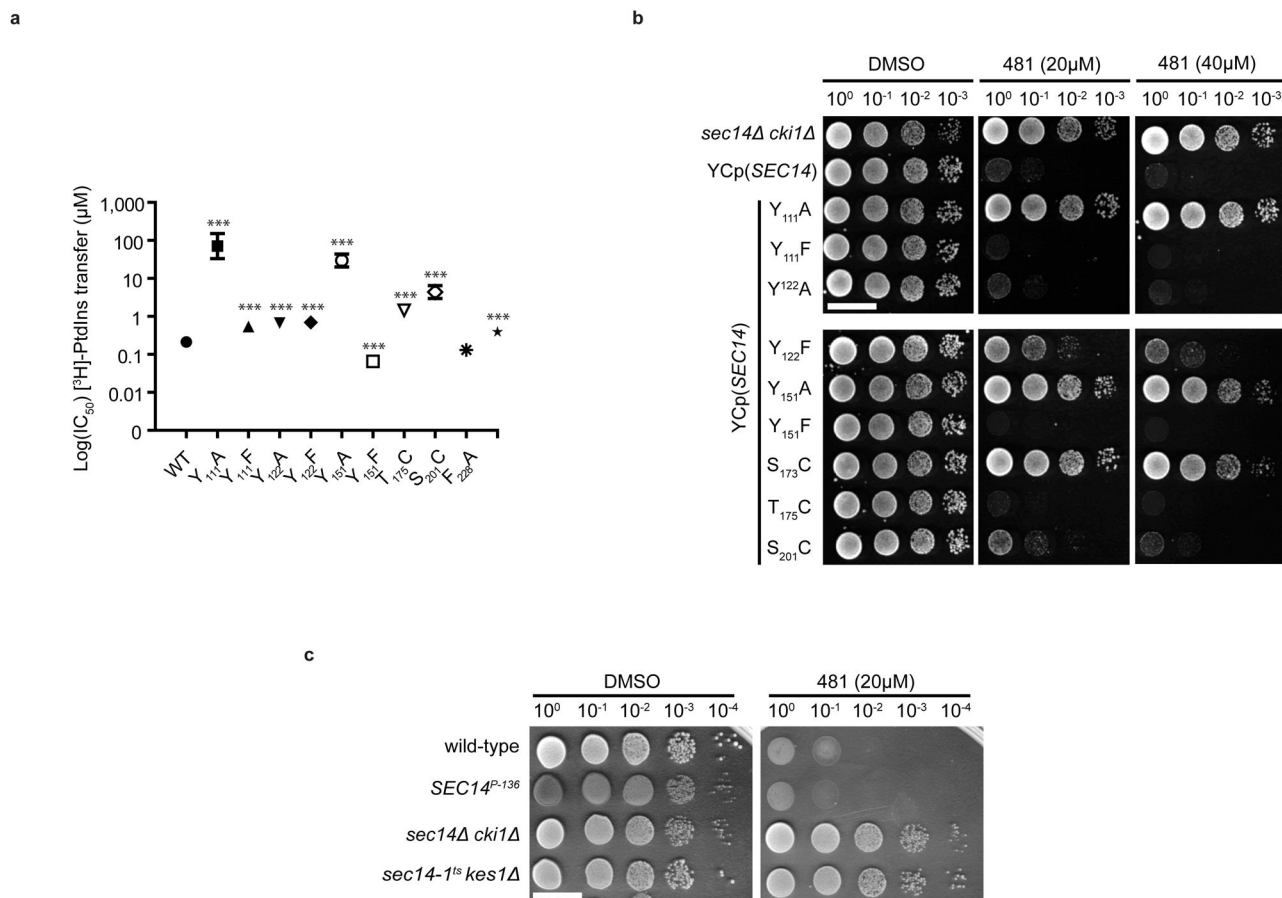 a
b
DMSO 481 (20µM) 481 (40µM)
10⁰ 10⁻¹ 10⁻² 10⁻³ 10⁰ 10⁻¹ 10⁻² 10⁻³ 10⁰ 10⁻¹ 10⁻² 10⁻³
sec14Δ cki1Δ
YCp(SEC14)
Y₁₁₁A
Y₁₁₁F
Y¹²²A
YCp(SEC14)
Y₁₂₂F
Y₁₅₁A
Y₁₅₁F
S₁₇₃C
T₁₇₅C
S₂₀₁C
Log(IC₅₀) [³H]-PtdIns transfer (µM)
1,000
100
10
1
0.1
0.01
0
***
***
***
***
***
***
***
***
***
WT
Y₁₁₁A
Y₁₁₁F
Y₁₂₂A
Y₁₂₂F
Y₁₅₁A
Y₁₅₁F
T₁₇₅C
S₂₀₁C
F₂₂₈A
c
DMSO 481 (20µM)
10⁰ 10⁻¹ 10⁻² 10⁻³ 10⁻⁴ 10⁰ 10⁻¹ 10⁻² 10⁻³ 10⁻⁴
wild-type
SEC14ᴾ⁻¹³⁶
sec14Δ cki1Δ
sec14-1ᵗˢ kes1Δ